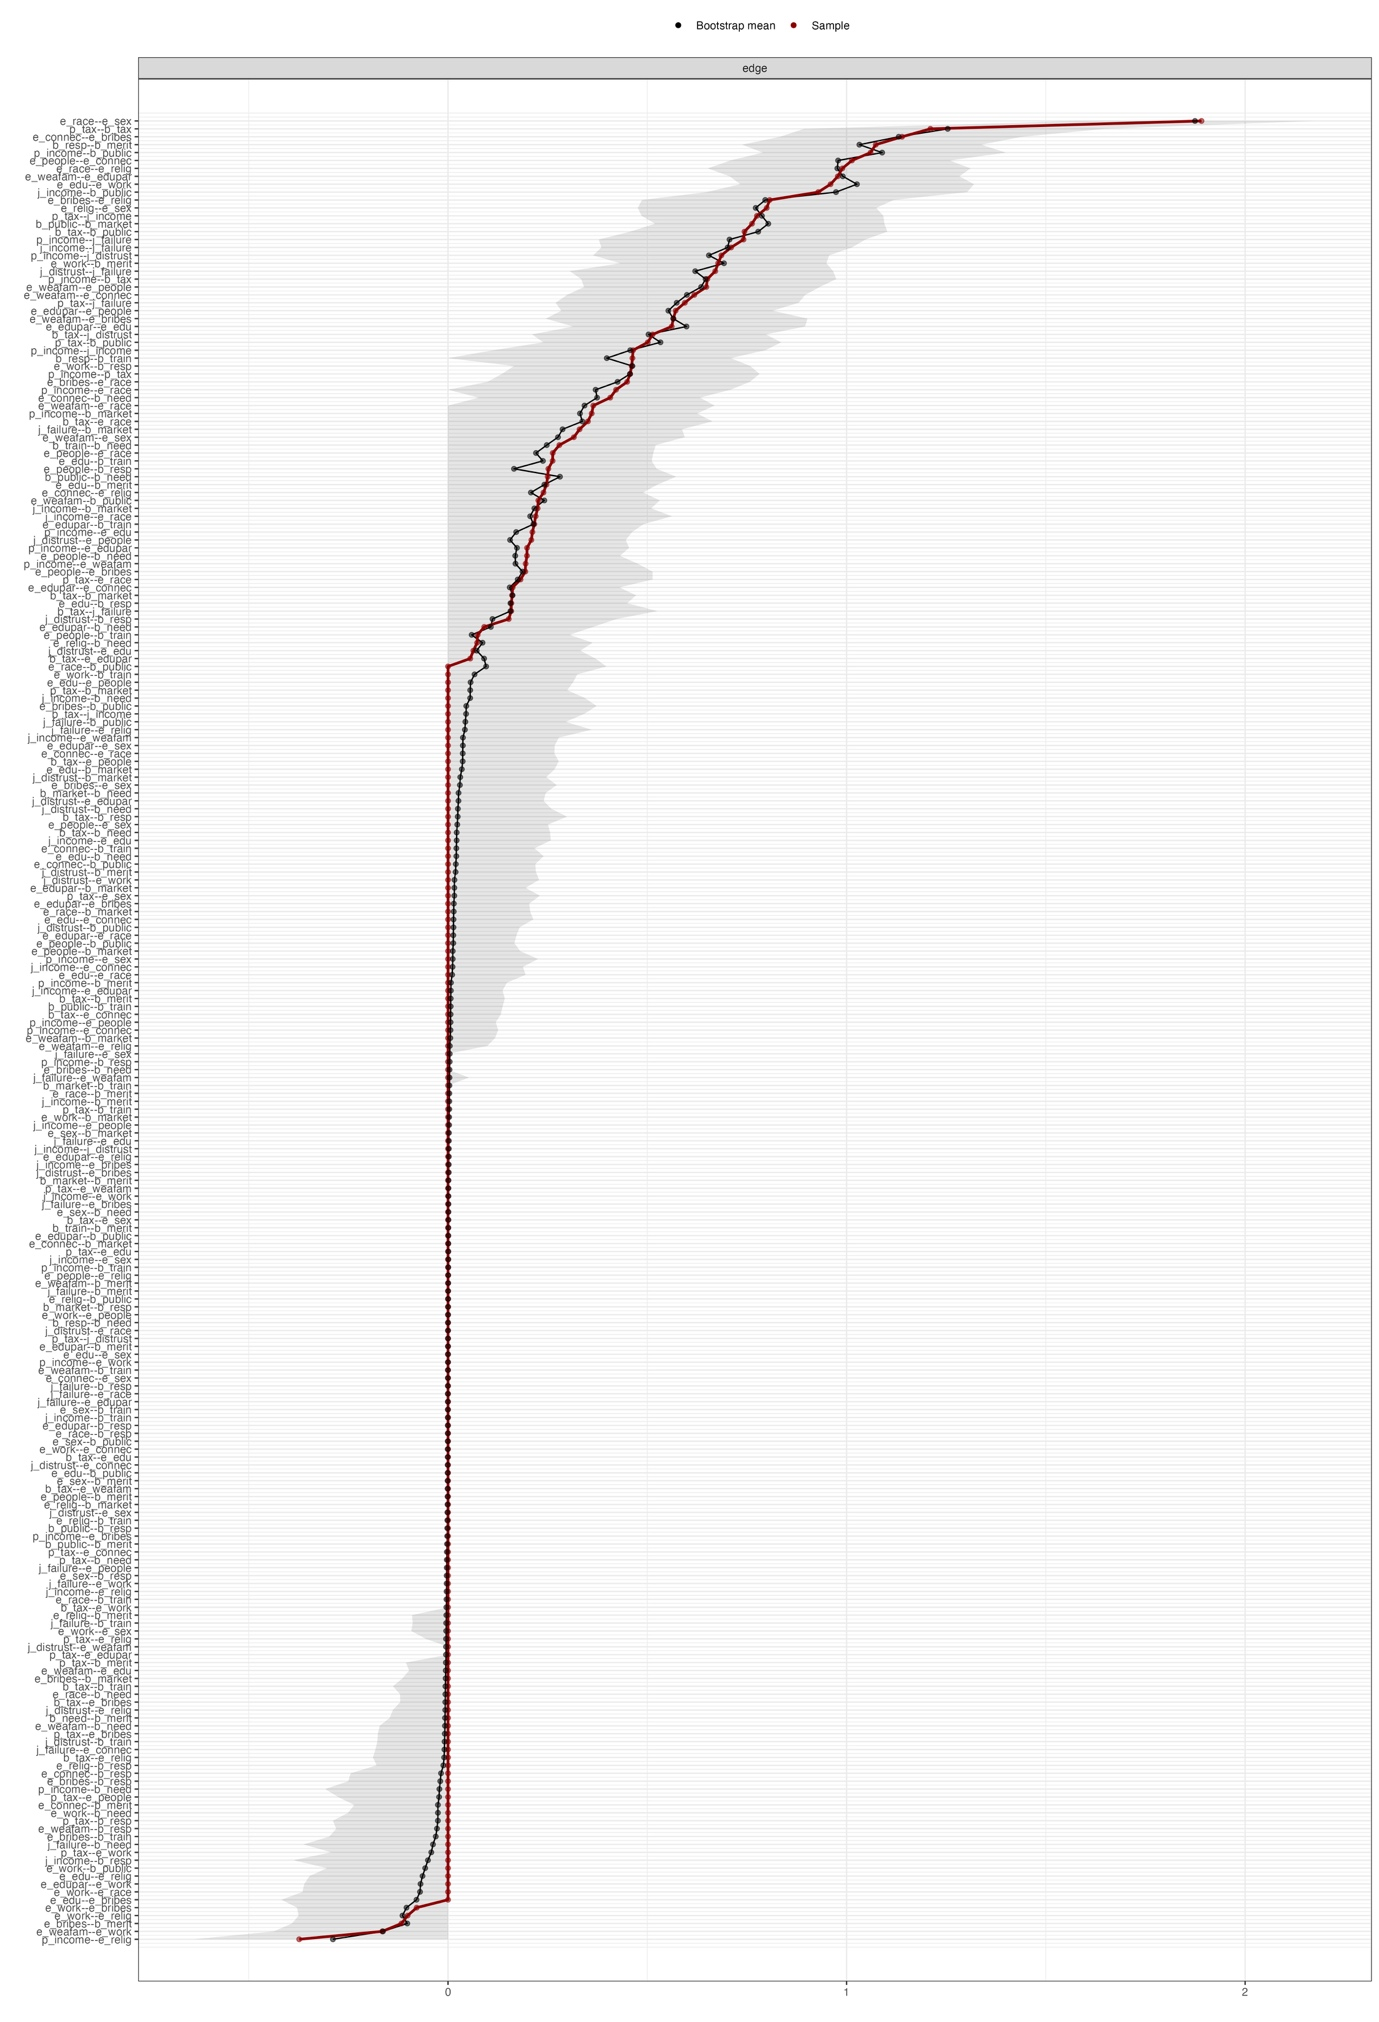 Bootstrap mean Sample
edge
e_race--e_sex
p_tax--b_tax
e_connec--e_bribes
b_resp--b_merit
p_income--b_public
e_people--e_connec
e_race--e_relig
e_weafam--e_edupar
e_edu--e_work
j_income--b_public
e_bribes--e_relig
e_relig--e_sex
p_tax--j_income
b_public--b_market
b_tax--b_public
p_income--j_failure
j_income--j_failure
p_income--j_distrust
e_work--b_merit
j_distrust--j_failure
p_income--b_tax
e_weafam--e_people
e_weafam--e_connec
p_tax--j_failure
e_edupar--e_people
e_weafam--e_bribes
e_edupar--e_edu
b_tax--j_distrust
p_tax--b_public
p_income--j_income
b_resp--b_train
e_work--b_resp
p_income--p_tax
e_bribes--e_race
p_income--e_race
e_connec--b_need
e_weafam--e_race
p_income--b_market
b_tax--e_race
j_failure--b_market
e_weafam--e_sex
b_train--b_need
e_people--e_race
e_edu--b_train
e_people--b_resp
b_public--b_need
e_edu--b_merit
e_connec--e_relig
e_weafam--b_public
j_income--b_market
j_income--e_race
e_edupar--b_train
p_income--e_edu
j_distrust--e_people
p_income--e_edupar
e_people--b_need
p_income--e_weafam
e_people--e_bribes
p_tax--e_race
e_edupar--e_connec
b_tax--b_market
e_edu--b_resp
b_tax--j_failure
j_distrust--b_resp
e_edupar--b_need
e_people--b_train
e_relig--b_need
j_distrust--e_edu
b_tax--e_edupar
e_race--b_public
e_work--b_train
e_edu--e_people
p_tax--b_market
j_income--b_need
e_bribes--b_public
p_tax--j_income
j_failure--b_public
j_failure--e_relig
j_income--e_weafam
e_edupar--e_sex
e_connec--e_race
b_tax--e_people
e_edu--b_market
j_distrust--b_market
e_bribes--e_sex
b_market--b_need
j_distrust--e_edupar
j_distrust--b_need
b_tax--b_resp
e_people--e_sex
b_tax--b_need
j_income--e_edu
e_connec--b_train
e_edu--b_need
e_connec--b_public
j_distrust--b_merit
j_distrust--e_work
e_edupar--b_market
p_tax--e_sex
e_edupar--e_bribes
e_race--b_market
e_edu--e_connec
j_distrust--b_public
e_edupar--e_race
e_people--b_public
e_people--b_market
p_income--e_sex
j_income--e_connec
e_edu--e_race
p_income--b_merit
j_income--e_edupar
b_tax--b_merit
b_public--b_train
b_tax--e_connec
p_income--e_people
p_income--e_connec
e_weafam--b_market
e_weafam--e_relig
j_failure--e_sex
p_income--b_resp
e_bribes--b_need
j_failure--e_weafam
b_market--b_train
e_race--b_merit
j_income--b_merit
p_tax--b_train
e_work--b_market
j_income--e_people
e_sex--b_market
j_failure--e_edu
j_income--j_distrust
e_edupar--e_relig
j_income--e_bribes
j_distrust--e_bribes
b_market--b_merit
p_tax--e_weafam
j_income--e_work
j_failure--e_bribes
e_sex--b_need
b_tax--e_sex
b_train--b_merit
e_edupar--b_public
e_connec--b_market
p_tax--e_edu
j_income--e_sex
p_income--b_train
e_people--e_relig
e_weafam--b_merit
j_failure--b_merit
e_relig--b_public
b_market--b_resp
e_work--e_people
b_resp--b_need
j_distrust--e_race
p_tax--j_distrust
e_edupar--b_merit
e_edu--e_sex
p_income--e_work
e_weafam--b_train
e_connec--e_sex
j_failure--b_resp
j_failure--e_race
j_failure--e_edupar
e_sex--b_train
j_income--b_train
e_edupar--b_resp
e_race--b_resp
e_sex--b_public
e_work--e_connec
b_tax--e_edu
j_distrust--e_connec
e_edu--b_public
e_sex--b_merit
b_tax--e_weafam
e_people--b_merit
e_relig--b_market
j_distrust--e_sex
e_relig--b_train
b_public--b_resp
p_income--e_bribes
b_public--b_merit
p_tax--e_connec
p_tax--b_need
j_failure--e_people
e_sex--b_resp
j_failure--e_work
j_income--e_relig
e_race--b_train
b_tax--e_work
e_relig--b_merit
j_failure--b_train
e_work--e_sex
p_tax--e_relig
j_distrust--e_weafam
p_tax--e_edupar
p_tax--b_merit
e_weafam--e_edu
e_bribes--b_market
b_tax--b_train
e_race--b_need
b_tax--e_bribes
j_distrust--e_relig
b_need--b_merit
e_weafam--b_need
p_tax--e_bribes
j_distrust--b_train
j_failure--e_connec
b_tax--e_relig
e_relig--b_resp
e_connec--b_resp
e_bribes--b_resp
p_income--b_need
p_tax--e_people
e_connec--b_merit
e_work--b_need
p_tax--b_resp
e_weafam--b_resp
e_bribes--b_train
j_failure--b_need
p_tax--e_work
j_income--b_resp
e_work--b_public
e_edu--e_relig
e_edupar--e_work
e_work--e_race
e_edu--e_bribes
e_work--e_bribes
e_work--e_relig
e_bribes--b_merit
e_weafam--e_work
p_income--e_relig
0 1 2